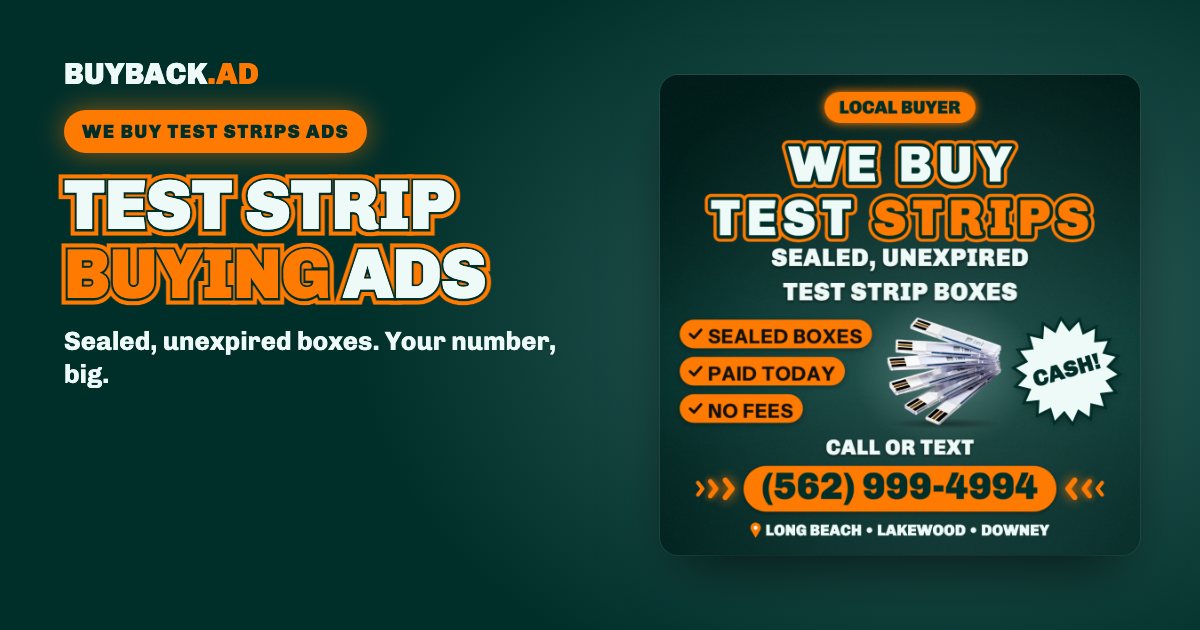 BUYBACK.AD
WE BUY TEST STRIPS ADS
TEST STRIP
BUYING ADS
Sealed, unexpired boxes. Your number,
big.
LOCAL BUYER
WE BUY
TEST STRIPS
SEALED, UNEXPIRED
TEST STRIP BOXES
✓ SEALED BOXES
✓ PAID TODAY
✓ NO FEES
CASH!
CALL OR TEXT
(562) 999-4994
LONG BEACH • LAKEWOOD • DOWNEY